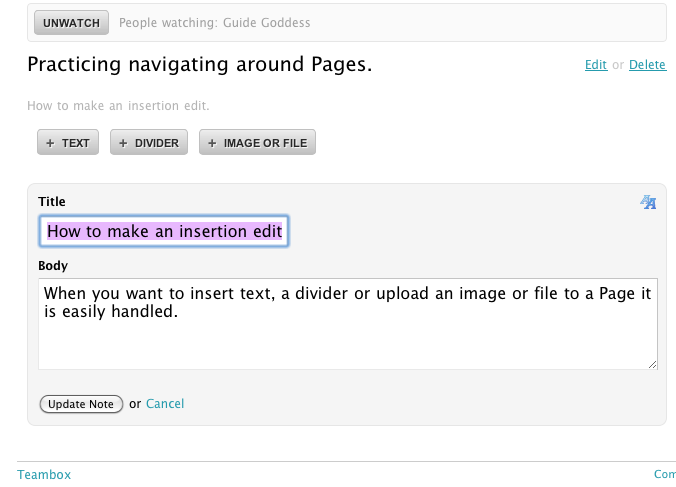 UNWATCH People watching: Guide Goddess
Practicing navigating around Pages. Edit or Delete
How to make an insertion edit.
+ TEXT + DIVIDER + IMAGE OR FILE
Title
How to make an insertion edit
Body
When you want to insert text, a divider or upload an image or file to a Page it
is easily handled.
Update Note or Cancel
Teambox Com